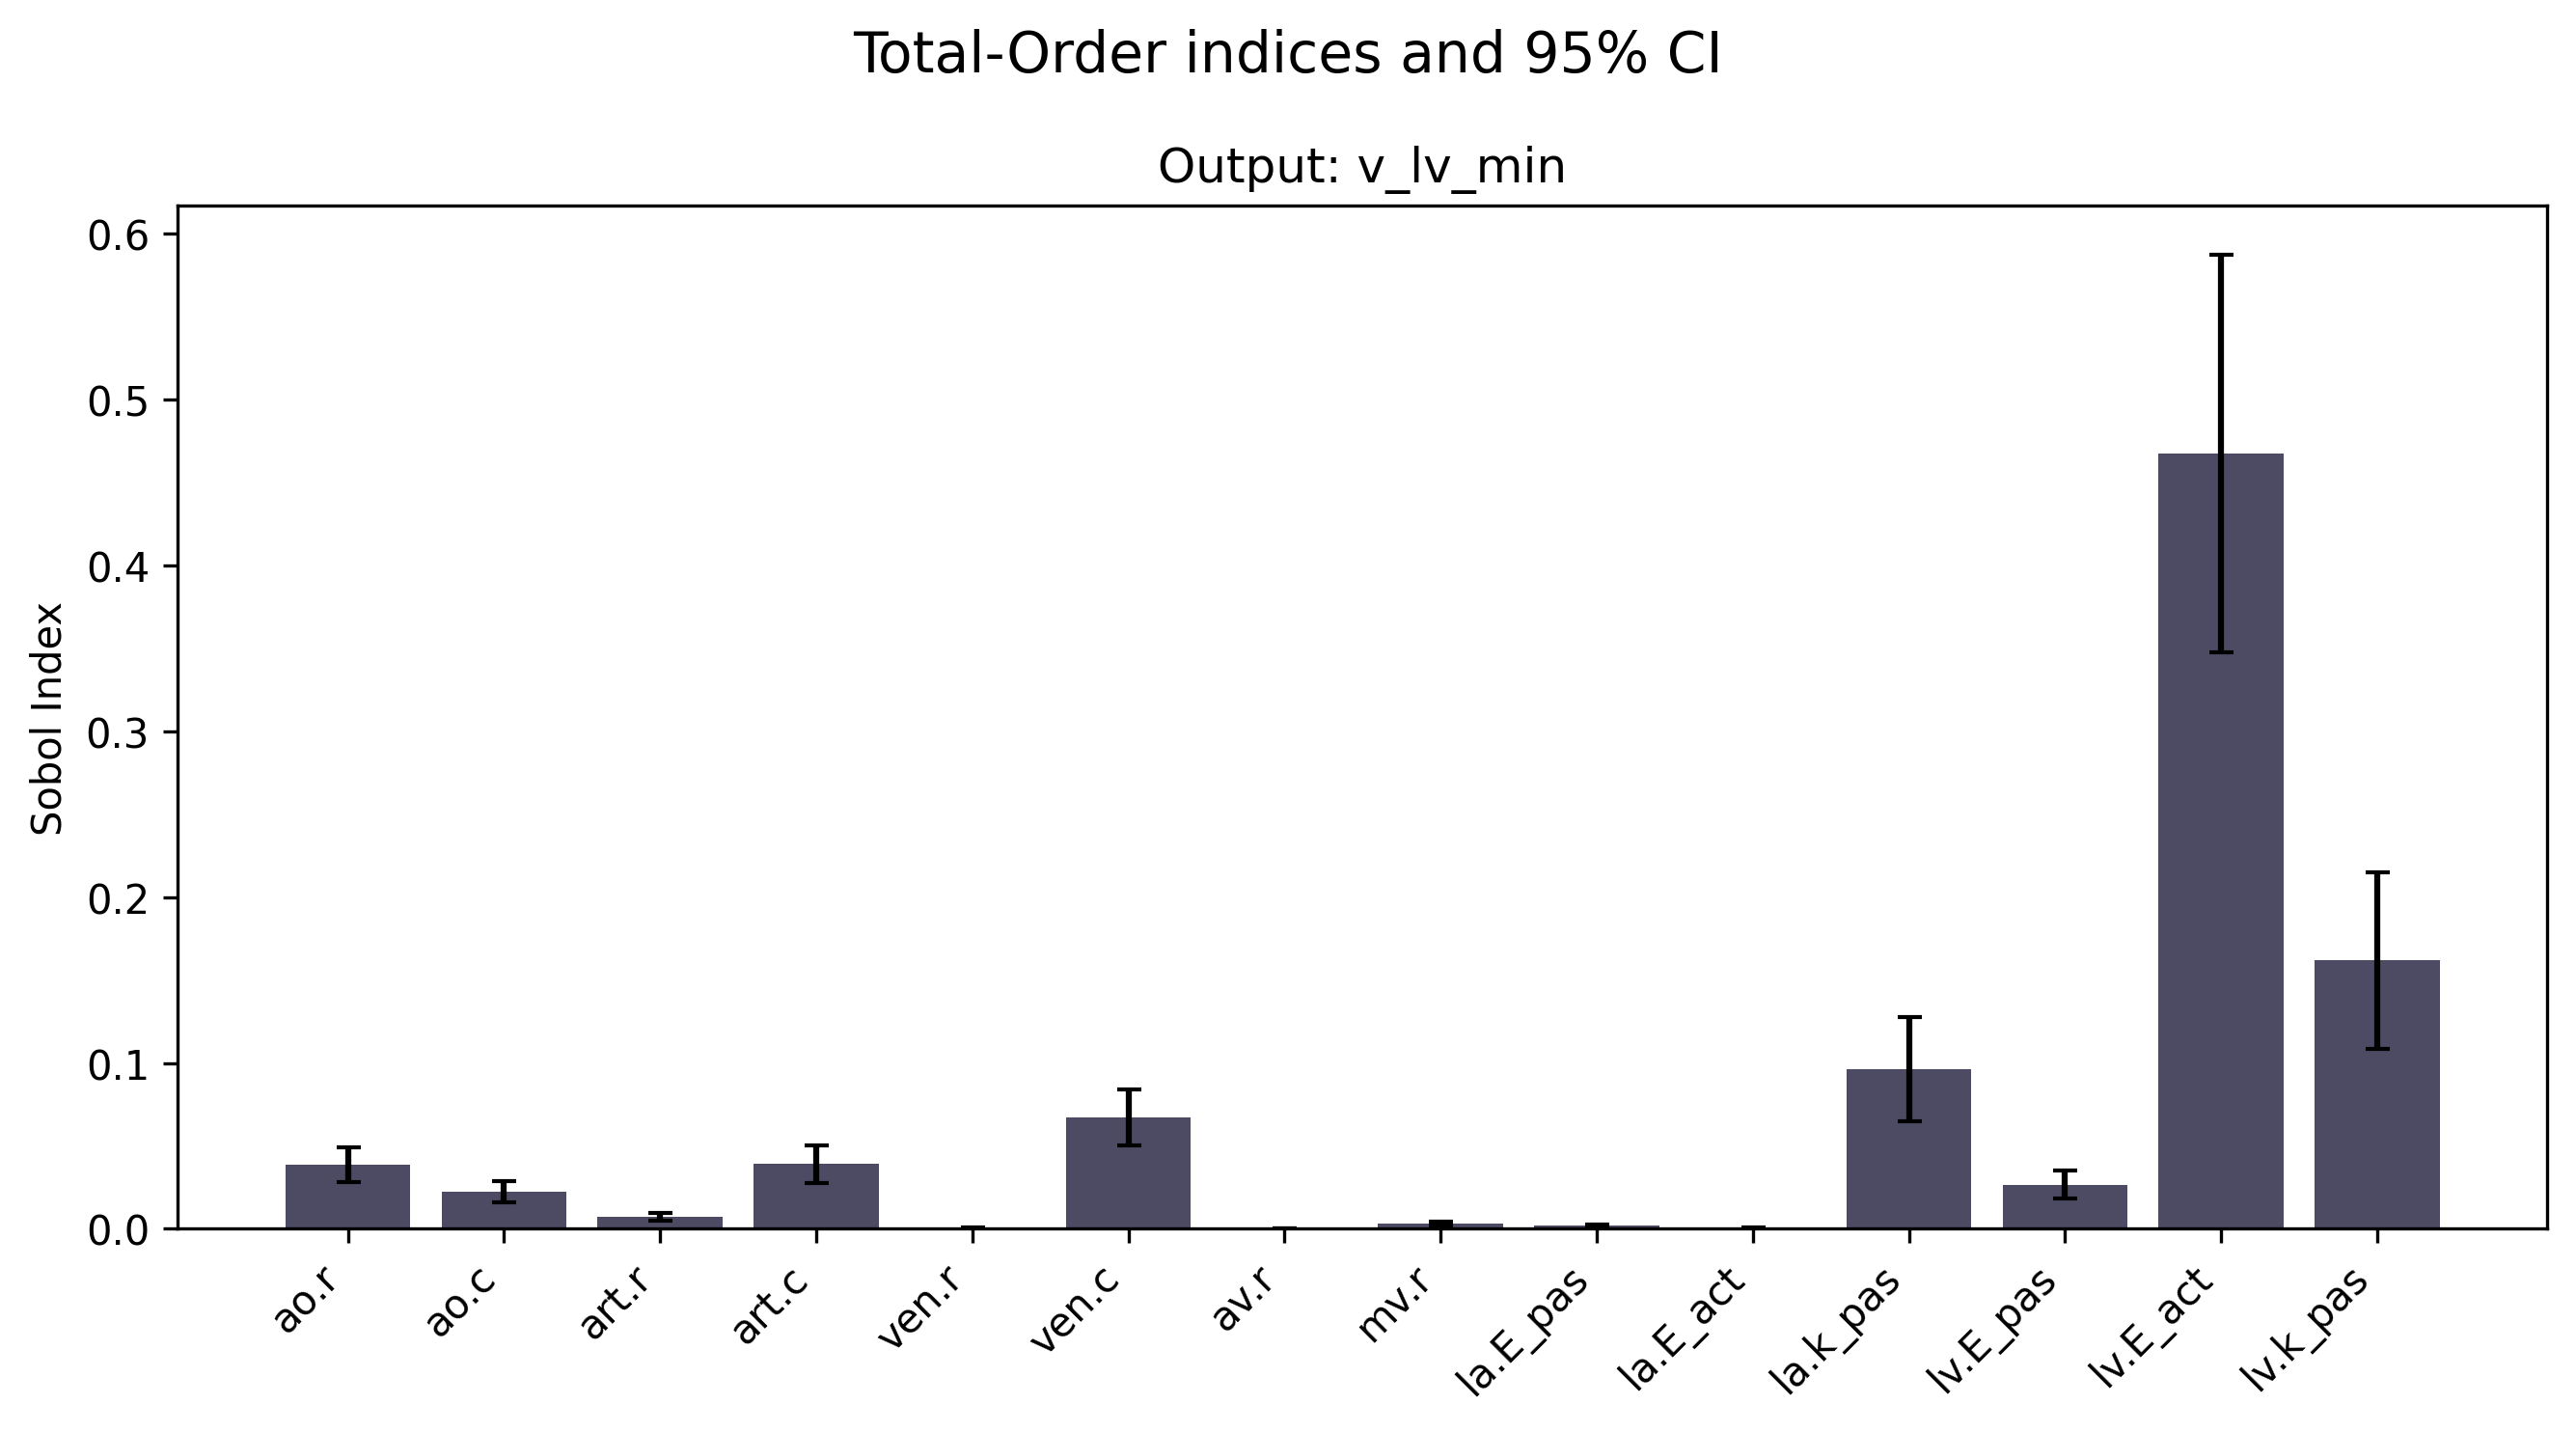 Total-Order indices and 95% CI
Output: v_lv_min
Sobol Index
0.6
0.5
0.4
0.3
0.2
0.1
0.0
ao.r
ao.c
art.r
art.c
ven.r
ven.c
av.r
mv.r
la.E_pas
la.E_act
la.k_pas
lv.E_pas
lv.E_act
lv.k_pas